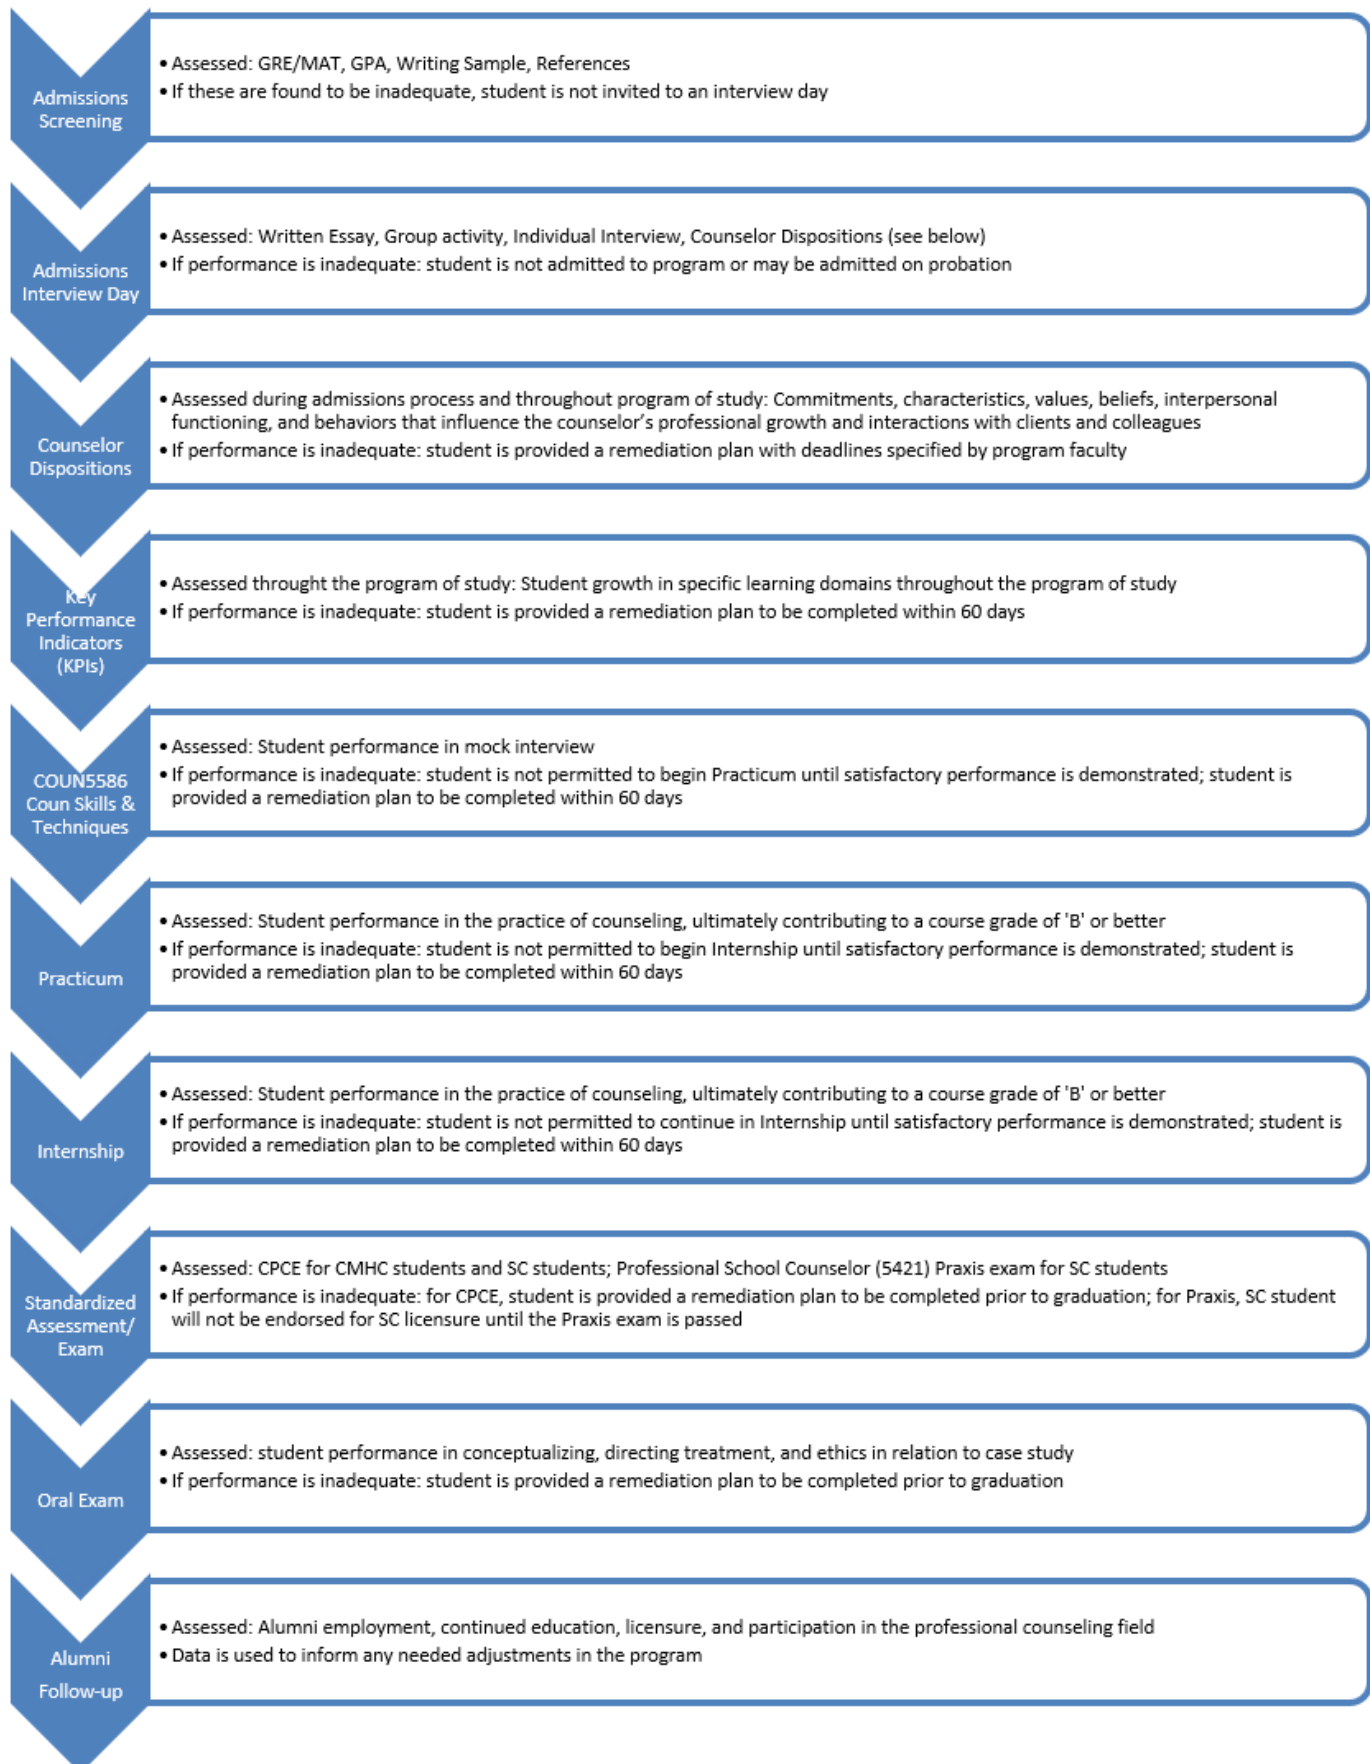 Admissions
Screening
• Assessed: GRE/MAT, GPA, Writing Sample, References
• If these are found to be inadequate, student is not invited to an interview day
Admissions
Interview Day
• Assessed: Written Essay, Group activity, Individual Interview, Counselor Dispositions (see below)
• If performance is inadequate: student is not admitted to program or may be admitted on probation
Counselor
Dispositions
• Assessed during admissions process and throughout program of study: Commitments, characteristics, values, beliefs, interpersonal
functioning, and behaviors that influence the counselor's professional growth and interactions with clients and colleagues
• If performance is inadequate: student is provided a remediation plan with deadlines specified by program faculty
Key
Performance
Indicators
(KPIs)
• Assessed throught the program of study: Student growth in specific learning domains throughout the program of study
• If performance is inadequate: student is provided a remediation plan to be completed within 60 days
COUN5586
Coun Skills &
Techniques
• Assessed: Student performance in mock interview
• If performance is inadequate: student is not permitted to begin Practicum until satisfactory performance is demonstrated; student is
provided a remediation plan to be completed within 60 days
Practicum
• Assessed: Student performance in the practice of counseling, ultimately contributing to a course grade of 'B' or better
• If performance is inadequate: student is not permitted to begin Internship until satisfactory performance is demonstrated; student is
provided a remediation plan to be completed within 60 days
Internship
• Assessed: Student performance in the practice of counseling, ultimately contributing to a course grade of 'B' or better
• If performance is inadequate: student is not permitted to continue in Internship until satisfactory performance is demonstrated; student is
provided a remediation plan to be completed within 60 days
Standardized
Assessment/
Exam
• Assessed: CPCE for CMHC students and SC students; Professional School Counselor (5421) Praxis exam for SC students
• If performance is inadequate: for CPCE, student is provided a remediation plan to be completed prior to graduation; for Praxis, SC student
will not be endorsed for SC licensure until the Praxis exam is passed
Oral Exam
• Assessed: student performance in conceptualizing, directing treatment, and ethics in relation to case study
• If performance is inadequate: student is provided a remediation plan to be completed prior to graduation
Alumni
Follow-up
• Assessed: Alumni employment, continued education, licensure, and participation in the professional counseling field
• Data is used to inform any needed adjustments in the program